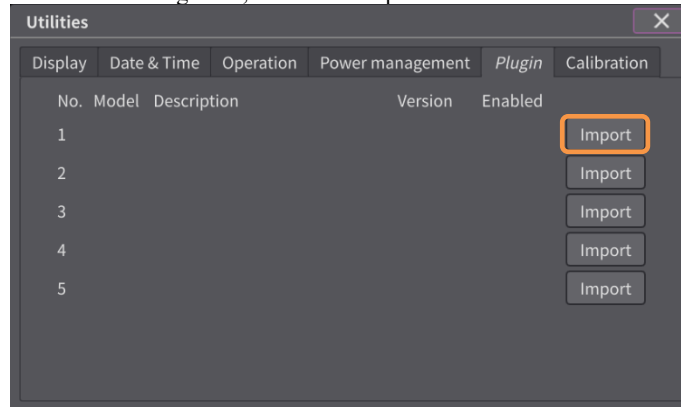 Utilities
Display Date & Time Operation Power management Plugin Calibration
No. Model Description Version Enabled
1 Import
2 Import
3 Import
4 Import
5 Import